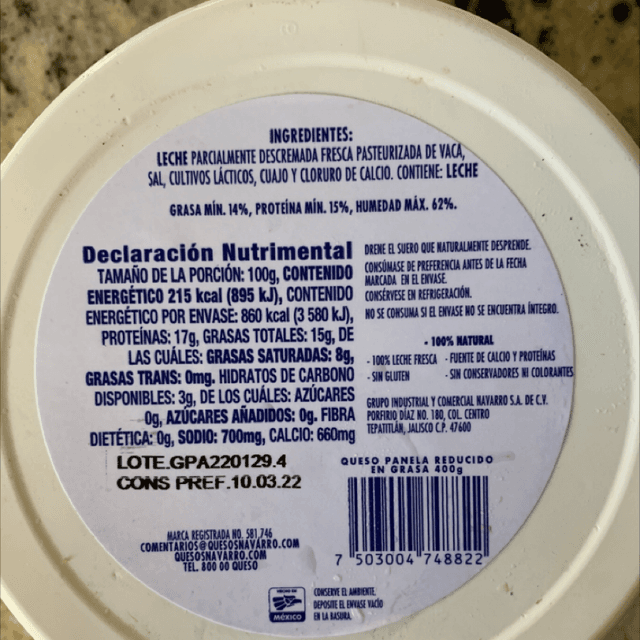 INGREDIENTES:
LECHE PARCIALMENTE DESCREMADA FRESCA PASTEURIZADA DE VACA,
SAL, CULTIVOS LÁCTICOS, CUAJO Y CLORURO DE CALCIO. CONTIENE: LECHE
GRASA MÍN. 14%, PROTEÍNA MÍN. 15%, HUMEDAD MÁX. 62%.
Declaración Nutrimental
TAMAÑO DE LA PORCIÓN: 100g, CONTENIDO
ENERGÉTICO 215 kcal (895 kJ), CONTENIDO
ENERGÉTICO POR ENVASE: 860 kcal (3 580 kJ),
PROTEÍNAS: 17g, GRASAS TOTALES: 15g, DE
LAS CUÁLES: GRASAS SATURADAS: 8g,
GRASAS TRANS: 0mg. HIDRATOS DE CARBONO
DISPONIBLES: 3g, DE LOS CUÁLES: AZÚCARES
0g, AZÚCARES AÑADIDOS: 0g. FIBRA
DIETÉTICA: 0g, SODIO: 700mg, CALCIO: 660mg
DRENE EL SUERO QUE NATURALMENTE DESPRENDE.
CONSÚMASE DE PREFERENCIA ANTES DE LA FECHA
MARCADA EN EL ENVASE.
CONSÉRVESE EN REFRIGERACIÓN.
NO SE CONSUMA SI EL ENVASE NO SE ENCUENTRA ÍNTEGRO.
- 100% NATURAL
- 100% LECHE FRESCA - FUENTE DE CALCIO Y PROTEÍNAS
- SIN GLUTEN - SIN CONSERVADORES NI COLORANTES
GRUPO INDUSTRIAL Y COMERCIAL NAVARRO S.A. DE C.V.
PORFIRIO DÍAZ NO. 180, COL. CENTRO
TEPATITLÁN, JALISCO C.P. 47600
LOTE.GPA220129.4
CONS PREF.10.03.22
QUESO PANELA REDUCIDO
EN GRASA 400g
7 503004 748822
MARCA REGISTRADA NO. 581,746
COMENTARIOS@QUESOSNAVARRO.COM
QUESOSNAVARRO.COM
TEL. 800 00 QUESO
HECHO EN
MÉXICO
CONSERVE EL AMBIENTE.
DEPOSITE EL ENVASE VACÍO
EN LA BASURA.